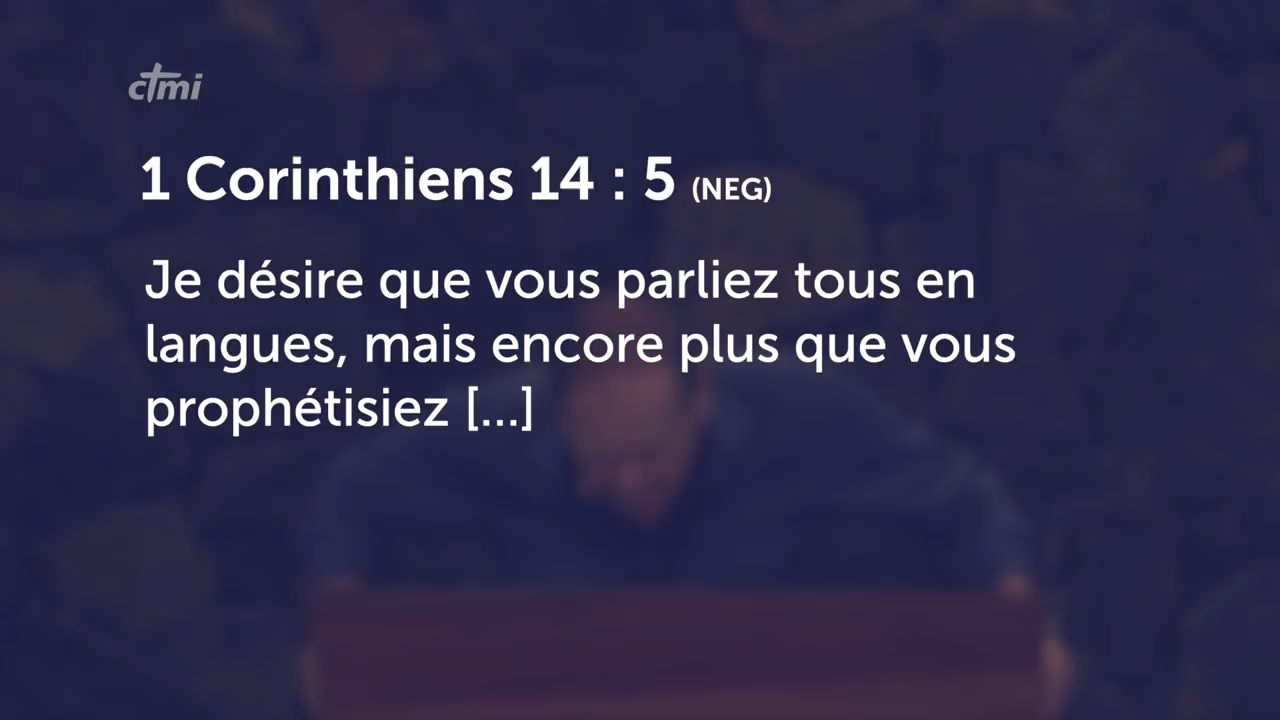 ctmi
1 Corinthiens 14 : 5 (NEG)
Je désire que vous parliez tous en
langues, mais encore plus que vous
prophétisiez [...]